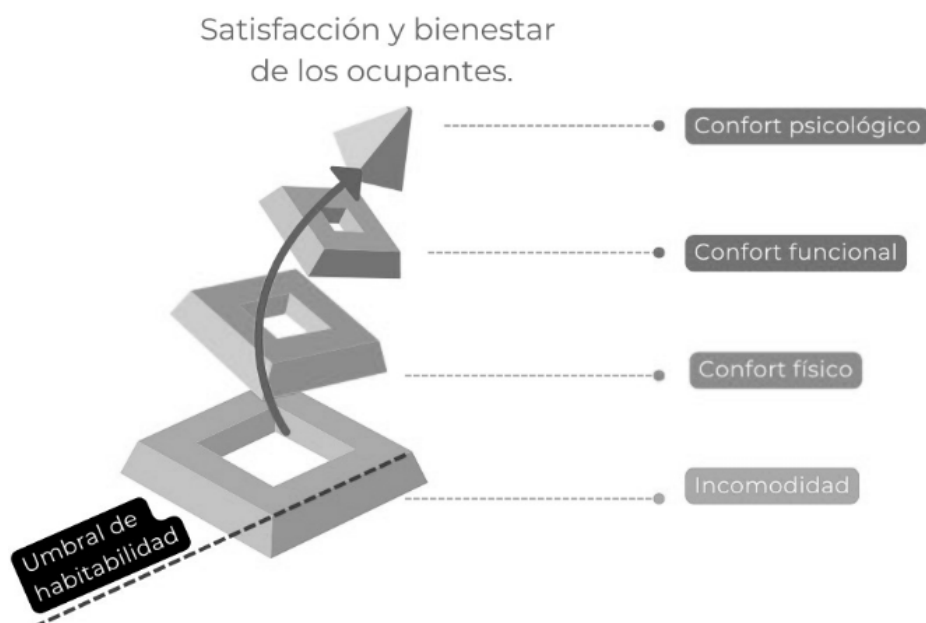 Satisfacción y bienestar
de los ocupantes.
Confort psicológico
Confort funcional
Confort físico
Incomodidad
Umbral de
habitabilidad